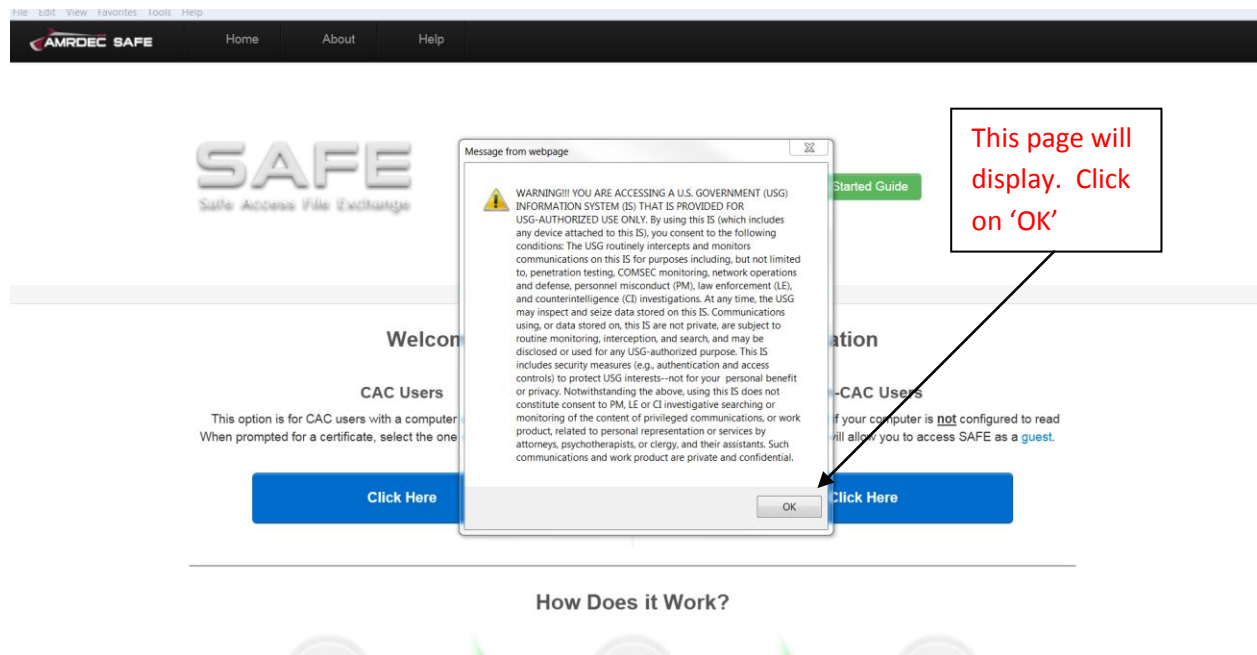 File Edit View Favorites Tools Help
AMRDEC SAFE Home About Help
SAFE
Safe Access File Exchange
Started Guide
Message from webpage
WARNING!!! YOU ARE ACCESSING A U.S. GOVERNMENT (USG)
INFORMATION SYSTEM (IS) THAT IS PROVIDED FOR
USG-AUTHORIZED USE ONLY. By using this IS (which includes
any device attached to this IS), you consent to the following
conditions: The USG routinely intercepts and monitors
communications on this IS for purposes including, but not limited
to, penetration testing, COMSEC monitoring, network operations
and defense, personnel misconduct (PM), law enforcement (LE),
and counterintelligence (CI) investigations. At any time, the USG
may inspect and seize data stored on this IS. Communications
using, or data stored on, this IS are not private, are subject to
routine monitoring, interception, and search, and may be
disclosed or used for any USG-authorized purpose. This IS
includes security measures (e.g., authentication and access
controls) to protect USG interests--not for your personal benefit
or privacy. Notwithstanding the above, using this IS does not
constitute consent to PM, LE or CI investigative searching or
monitoring of the content of privileged communications, or work
product, related to personal representation or services by
attorneys, psychotherapists, or clergy, and their assistants. Such
communications and work product are private and confidential.
OK
This page will
display. Click
on ‘OK’
Welcom
ation
CAC Users
This option is for CAC users with a computer
When prompted for a certificate, select the one
Click Here
-CAC Users
if your computer is not configured to read
will allow you to access SAFE as a guest.
Click Here
How Does it Work?